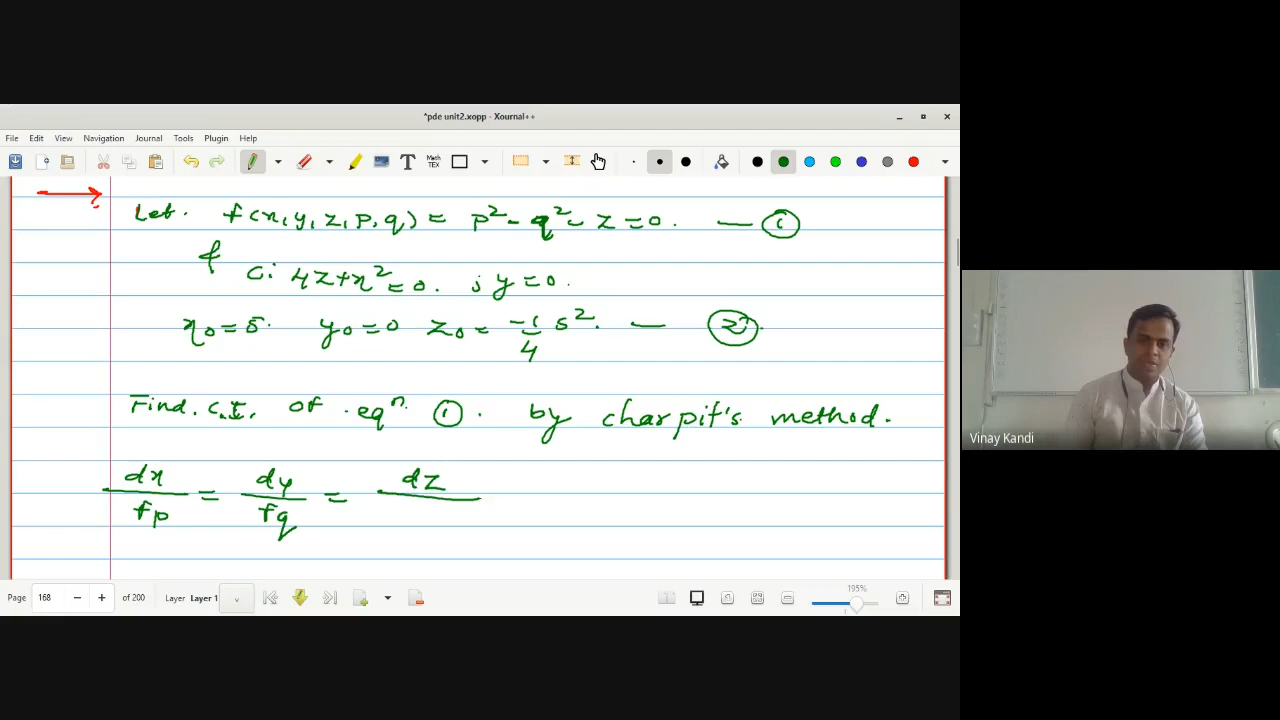 ^pde unit2.xopp - Xournal++
File Edit View Navigation Journal Tools Plugin Help
Let. f(x,y,z,p,q) = p² - q² - z = 0. — ①
&
C: 4z+x² = 0. ; y = 0.
x₀ = s. y₀ = 0 z₀ = -1/4 s². — ②
Find. C.I. of eqⁿ. ①. by charpit's method.
dx/fp = dy/fq = dz
Vinay Kandi
Page 168 of 200 Layer Layer 1 195%